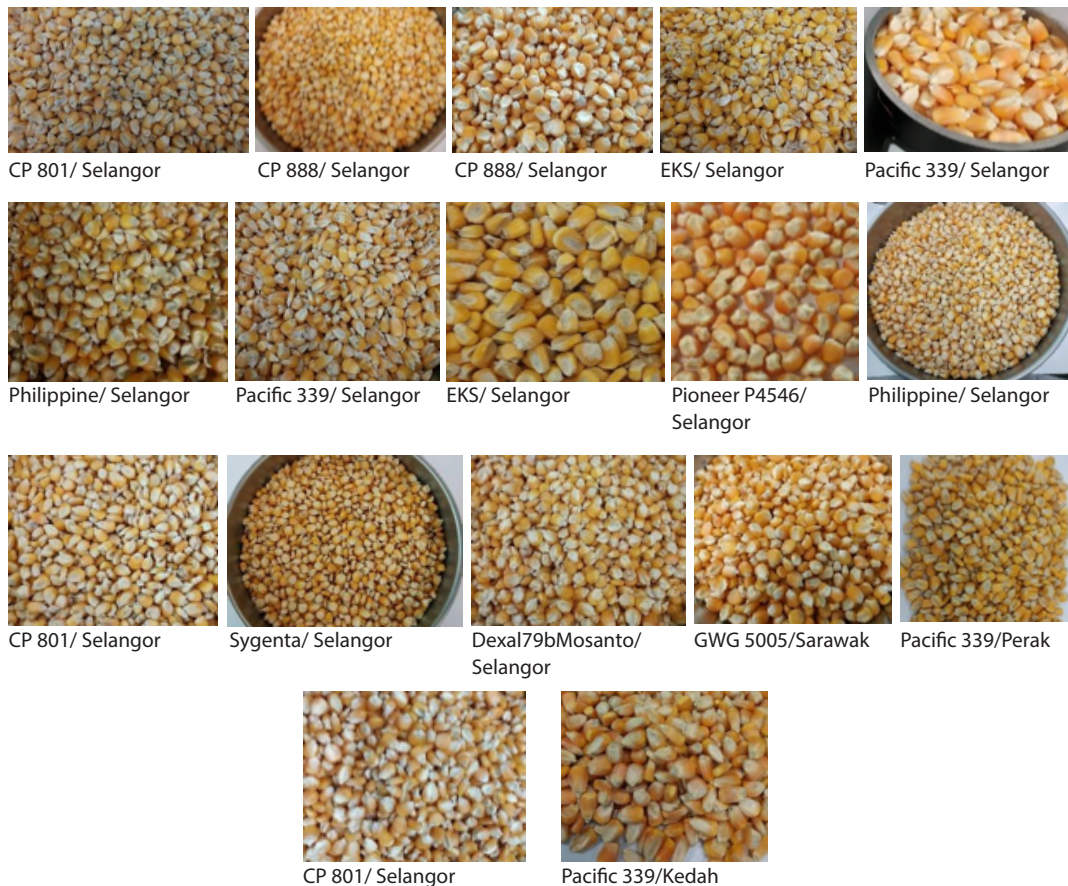 CP 801/ Selangor
CP 888/ Selangor
CP 888/ Selangor
EKS/ Selangor
Pacific 339/ Selangor
Philippine/ Selangor
Pacific 339/ Selangor
EKS/ Selangor
Pioneer P4546/
Selangor
Philippine/ Selangor
CP 801/ Selangor
Sygenta/ Selangor
Dexal79bMosanto/
Selangor
GWG 5005/Sarawak
Pacific 339/Perak
CP 801/ Selangor
Pacific 339/Kedah